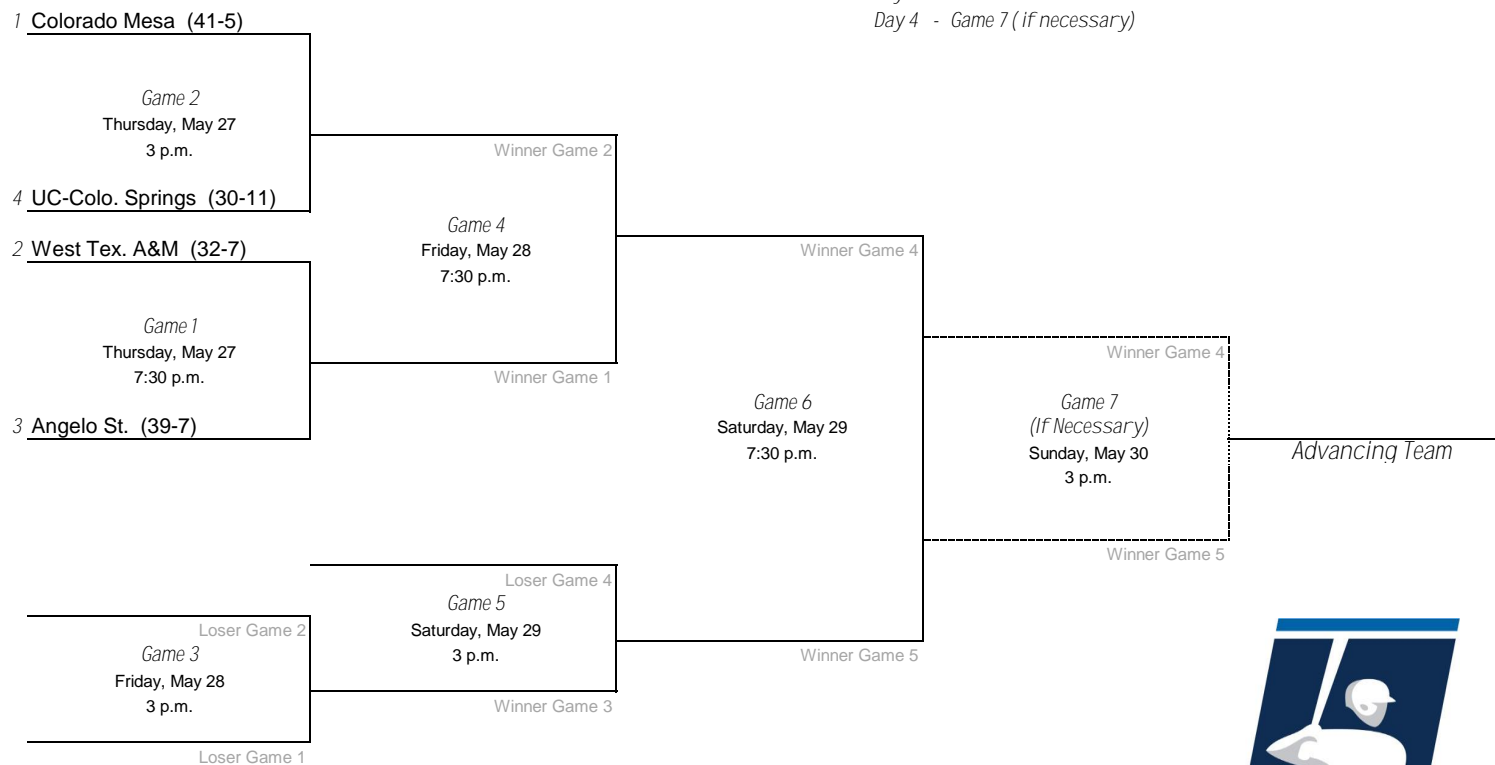 Day 4 - Game 7 ( if necessary)
1 Colorado Mesa (41-5)
Game 2
Thursday, May 27
3 p.m.
Winner Game 2
4 UC-Colo. Springs (30-11)
Game 4
Friday, May 28
7:30 p.m.
2 West Tex. A&M (32-7)
Winner Game 4
Game 1
Thursday, May 27
7:30 p.m.
Winner Game 1
3 Angelo St. (39-7)
Game 6
Saturday, May 29
7:30 p.m.
Winner Game 4
Game 7
(If Necessary)
Sunday, May 30
3 p.m.
Advancing Team
Winner Game 5
Loser Game 4
Game 5
Saturday, May 29
3 p.m.
Winner Game 5
Loser Game 2
Game 3
Friday, May 28
3 p.m.
Winner Game 3
Loser Game 1